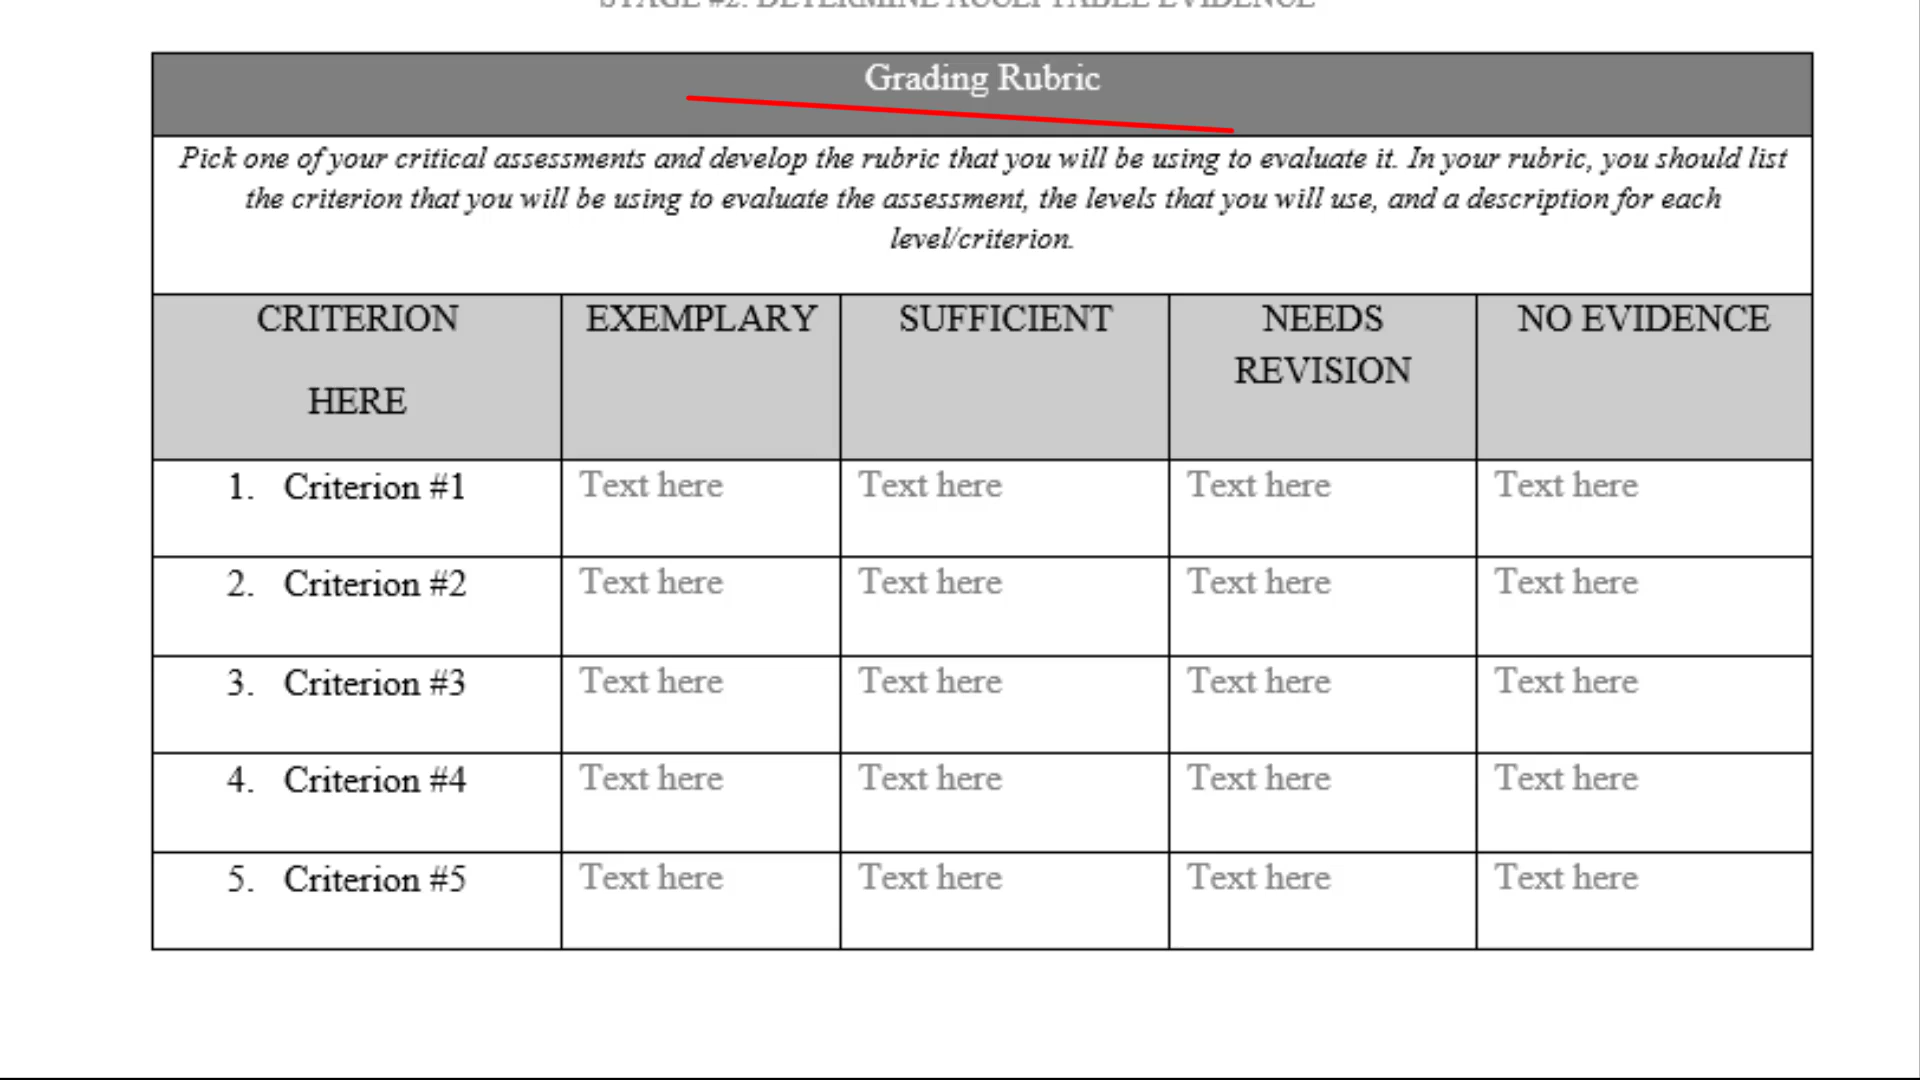 STAGE #2: DETERMINE ACCEPTABLE EVIDENCE
Grading Rubric
Pick one of your critical assessments and develop the rubric that you will be using to evaluate it. In your rubric, you should list
the criterion that you will be using to evaluate the assessment, the levels that you will use, and a description for each
level/criterion.
CRITERION
HERE
EXEMPLARY
SUFFICIENT
NEEDS
REVISION
NO EVIDENCE
1. Criterion #1
Text here
Text here
Text here
Text here
2. Criterion #2
Text here
Text here
Text here
Text here
3. Criterion #3
Text here
Text here
Text here
Text here
4. Criterion #4
Text here
Text here
Text here
Text here
5. Criterion #5
Text here
Text here
Text here
Text here